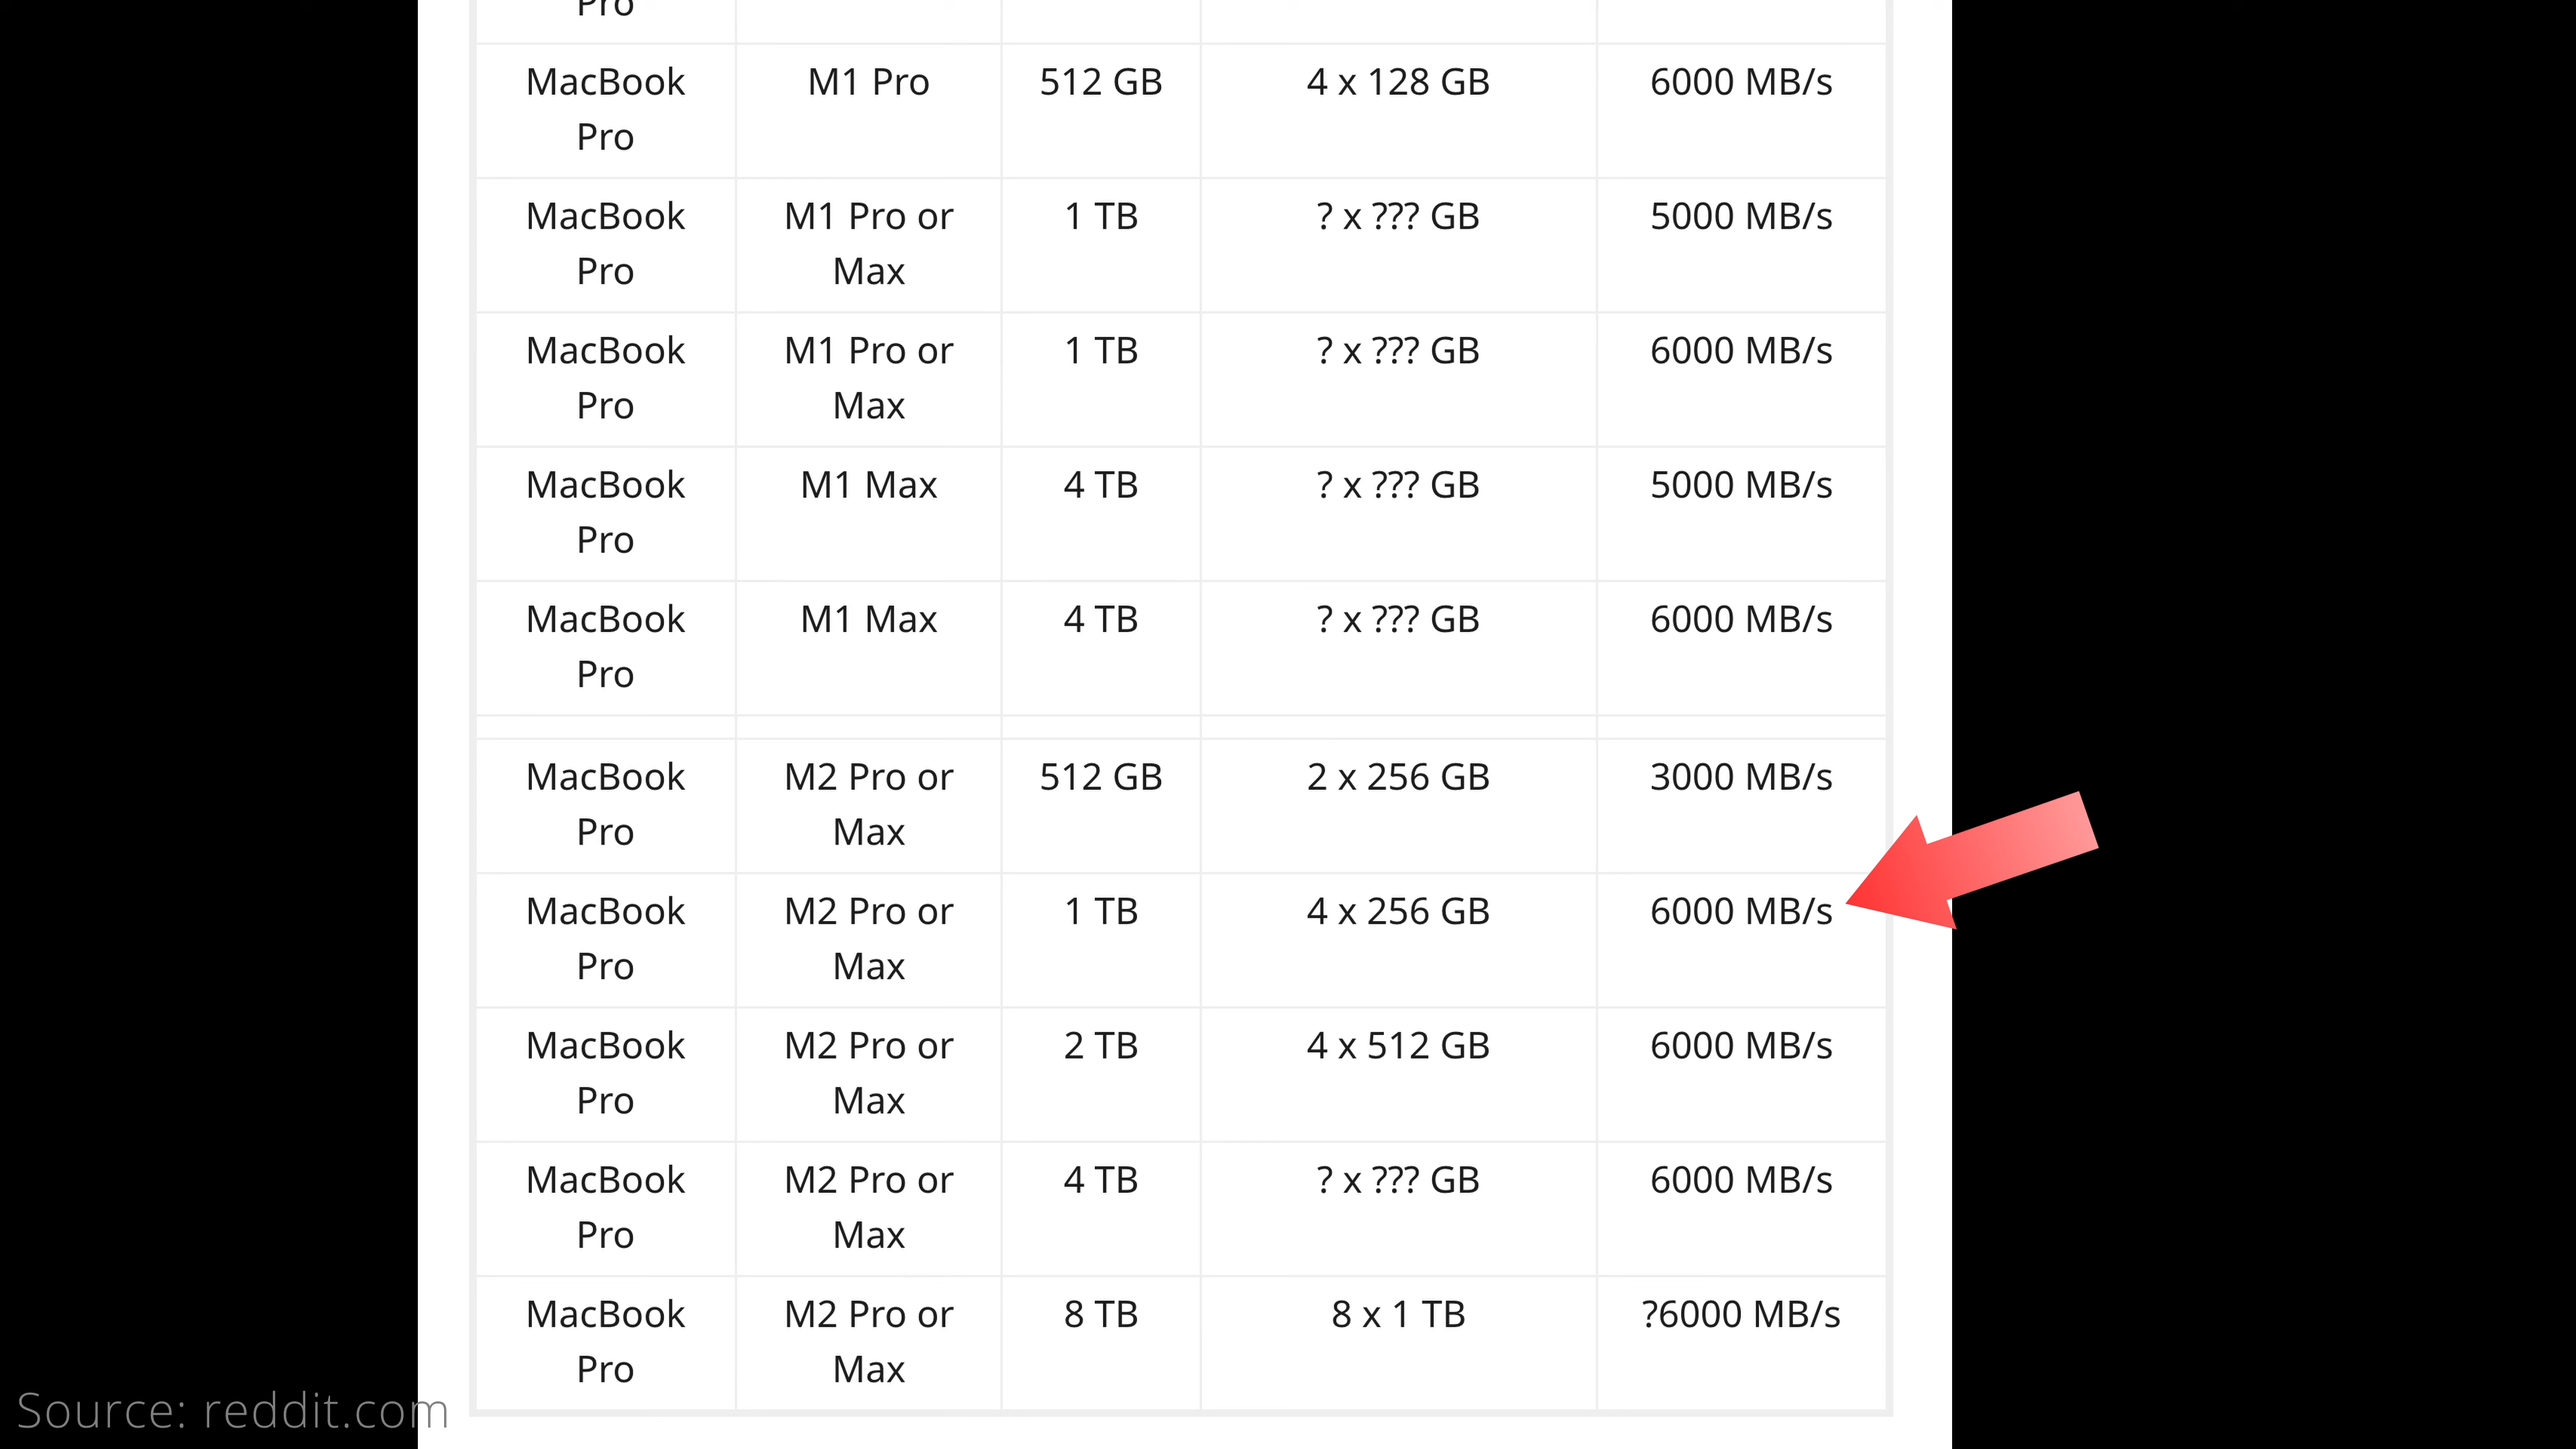 Pro
MacBook Pro M1 Pro 512 GB 4 x 128 GB 6000 MB/s
MacBook Pro M1 Pro or Max 1 TB ? x ??? GB 5000 MB/s
MacBook Pro M1 Pro or Max 1 TB ? x ??? GB 6000 MB/s
MacBook Pro M1 Max 4 TB ? x ??? GB 5000 MB/s
MacBook Pro M1 Max 4 TB ? x ??? GB 6000 MB/s
MacBook Pro M2 Pro or Max 512 GB 2 x 256 GB 3000 MB/s
MacBook Pro M2 Pro or Max 1 TB 4 x 256 GB 6000 MB/s
MacBook Pro M2 Pro or Max 2 TB 4 x 512 GB 6000 MB/s
MacBook Pro M2 Pro or Max 4 TB ? x ??? GB 6000 MB/s
MacBook Pro M2 Pro or Max 8 TB 8 x 1 TB ?6000 MB/s
Source: reddit.com